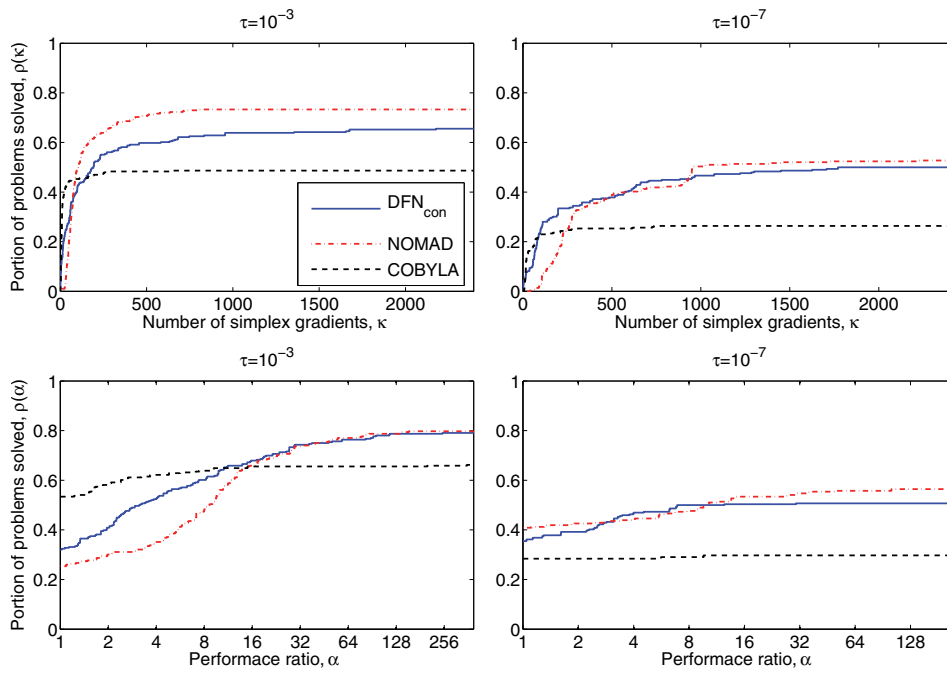 τ=10⁻³
Portion of problems solved, ρ(κ)
1
0.8
0.6
0.4
0.2
0
0 500 1000 1500 2000
Number of simplex gradients, κ
DFN_con
NOMAD
COBYLA
τ=10⁻⁷
1
0.8
0.6
0.4
0.2
0
0 500 1000 1500 2000
Number of simplex gradients, κ
τ=10⁻³
Portion of problems solved, ρ(α)
1
0.8
0.6
0.4
0.2
0
1 2 4 8 16 32 64 128 256
Performace ratio, α
τ=10⁻⁷
1
0.8
0.6
0.4
0.2
0
1 2 4 8 16 32 64 128
Performace ratio, α